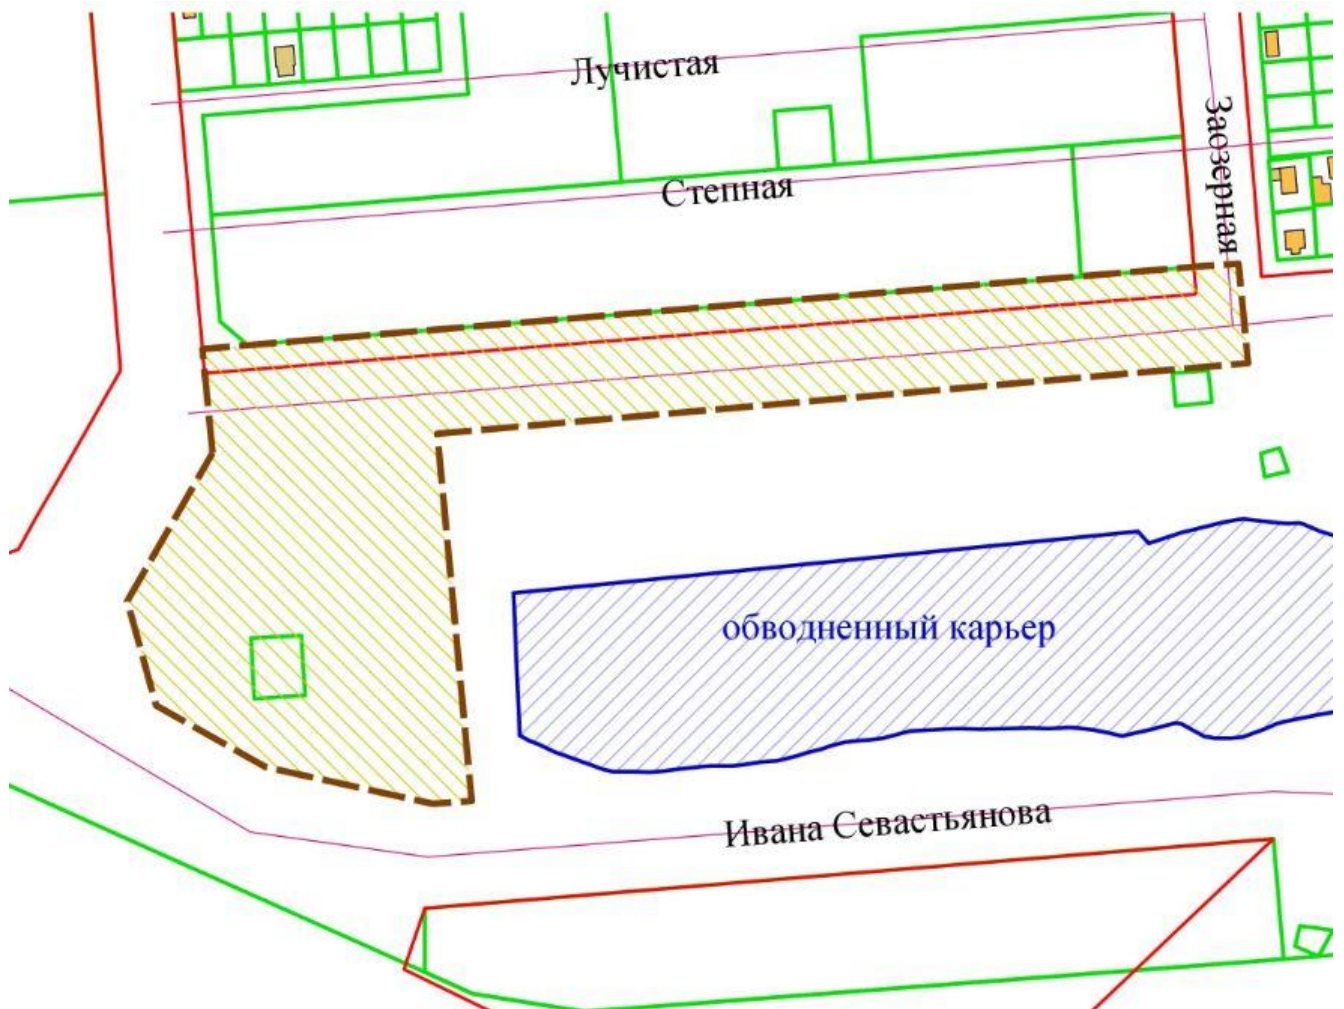 Лучистая
Заозерная
Степная
обводненный карьер
Ивана Севастьянова